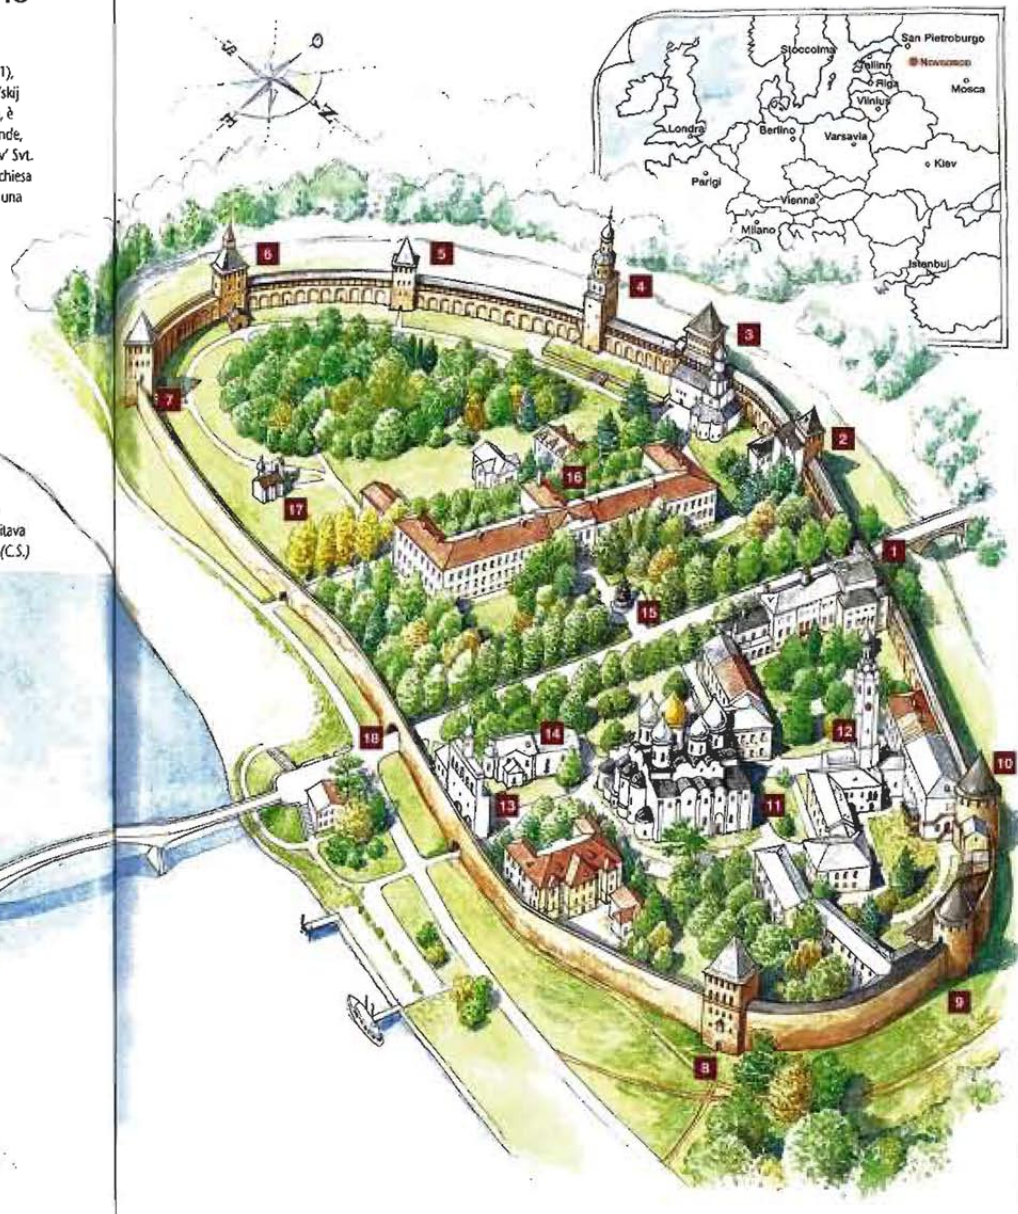 1),
, è
nde,
v' Svt.
chiesa
una
(C.S.)
S
O
E
N
San Pietroburgo
Stoccolma
Tallinn
Novgorod
Riga
Mosca
Vilnius
Londra
Berlino
Varsavia
Kiev
Parigi
Vienna
Milano
Istanbul
6
5
4
3
7
2
16
17
1
15
18
14
12
10
13
11
9
8